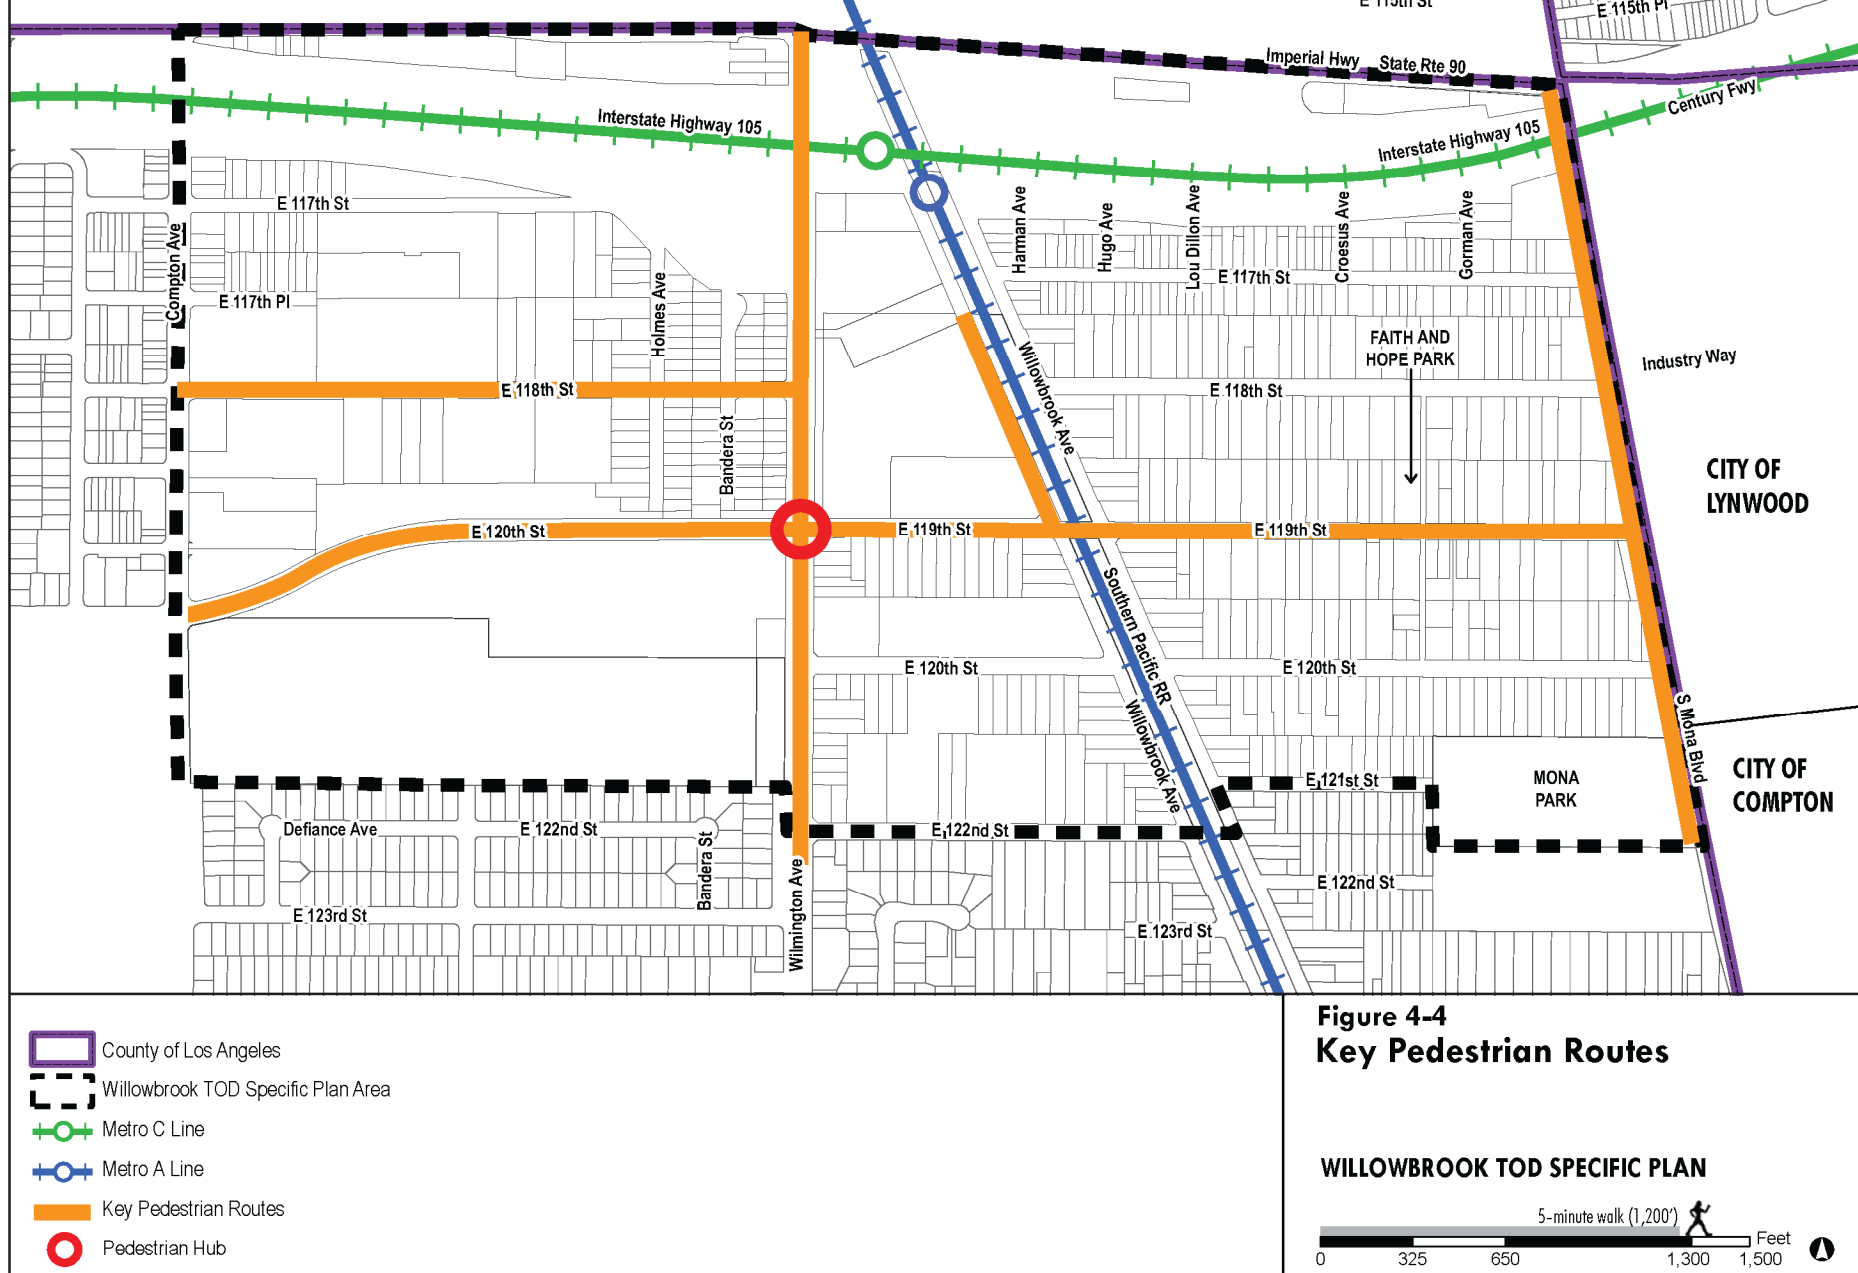 E 115th St
E 115th Pl
Imperial Hwy
State Rte 90
Century Fwy
Interstate Highway 105
Interstate Highway 105
E 117th St
Compton Ave
E 117th Pl
Holmes Ave
Harman Ave
Hugo Ave
Lou Dillon Ave
Croesus Ave
Gorman Ave
E 117th St
FAITH AND
HOPE PARK
Industry Way
Willowbrook Ave
E 118th St
E 118th St
Bandera St
CITY OF
LYNWOOD
E 120th St
E 119th St
E 119th St
Southern Pacific RR
E 120th St
E 120th St
Willowbrook Ave
S Mona Blvd
E 121st St
MONA
PARK
CITY OF
COMPTON
Defiance Ave
E 122nd St
Bandera St
E 122nd St
Wilmington Ave
E 122nd St
E 123rd St
E 123rd St
County of Los Angeles
Willowbrook TOD Specific Plan Area
Metro C Line
Metro A Line
Key Pedestrian Routes
Pedestrian Hub
Figure 4-4
Key Pedestrian Routes
WILLOWBROOK TOD SPECIFIC PLAN
5-minute walk (1,200')
Feet
0 325 650 1,300 1,500